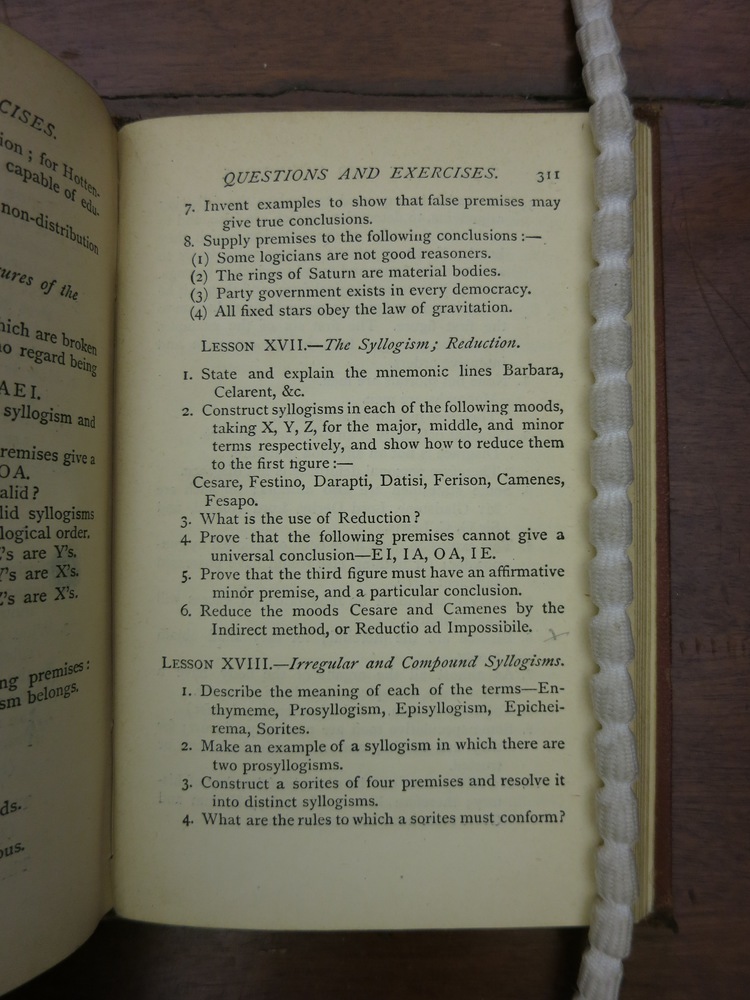 CISES.
ion ; for Hotten-
capable of edu-
non-distribution
ures of the
hich are broken
no regard being
A E I.
syllogism and
remises give a
O A.
alid ?
lid syllogisms
logical order.
's are Y's.
's are X's.
's are X's.
ng premises :
sm belongs.
ds.
ous.
QUESTIONS AND EXERCISES. 311
7. Invent examples to show that false premises may
give true conclusions.
8. Supply premises to the following conclusions :—
(1) Some logicians are not good reasoners.
(2) The rings of Saturn are material bodies.
(3) Party government exists in every democracy.
(4) All fixed stars obey the law of gravitation.
LESSON XVII.—The Syllogism; Reduction.
1. State and explain the mnemonic lines Barbara,
Celarent, &c.
2. Construct syllogisms in each of the following moods,
taking X, Y, Z, for the major, middle, and minor
terms respectively, and show how to reduce them
to the first figure :—
Cesare, Festino, Darapti, Datisi, Ferison, Camenes,
Fesapo.
3. What is the use of Reduction ?
4. Prove that the following premises cannot give a
universal conclusion—E I, I A, O A, I E.
5. Prove that the third figure must have an affirmative
minor premise, and a particular conclusion.
6. Reduce the moods Cesare and Camenes by the
Indirect method, or Reductio ad Impossibile.
LESSON XVIII.—Irregular and Compound Syllogisms.
1. Describe the meaning of each of the terms—En-
thymeme, Prosyllogism, Episyllogism, Epichei-
rema, Sorites.
2. Make an example of a syllogism in which there are
two prosyllogisms.
3. Construct a sorites of four premises and resolve it
into distinct syllogisms.
4. What are the rules to which a sorites must conform?